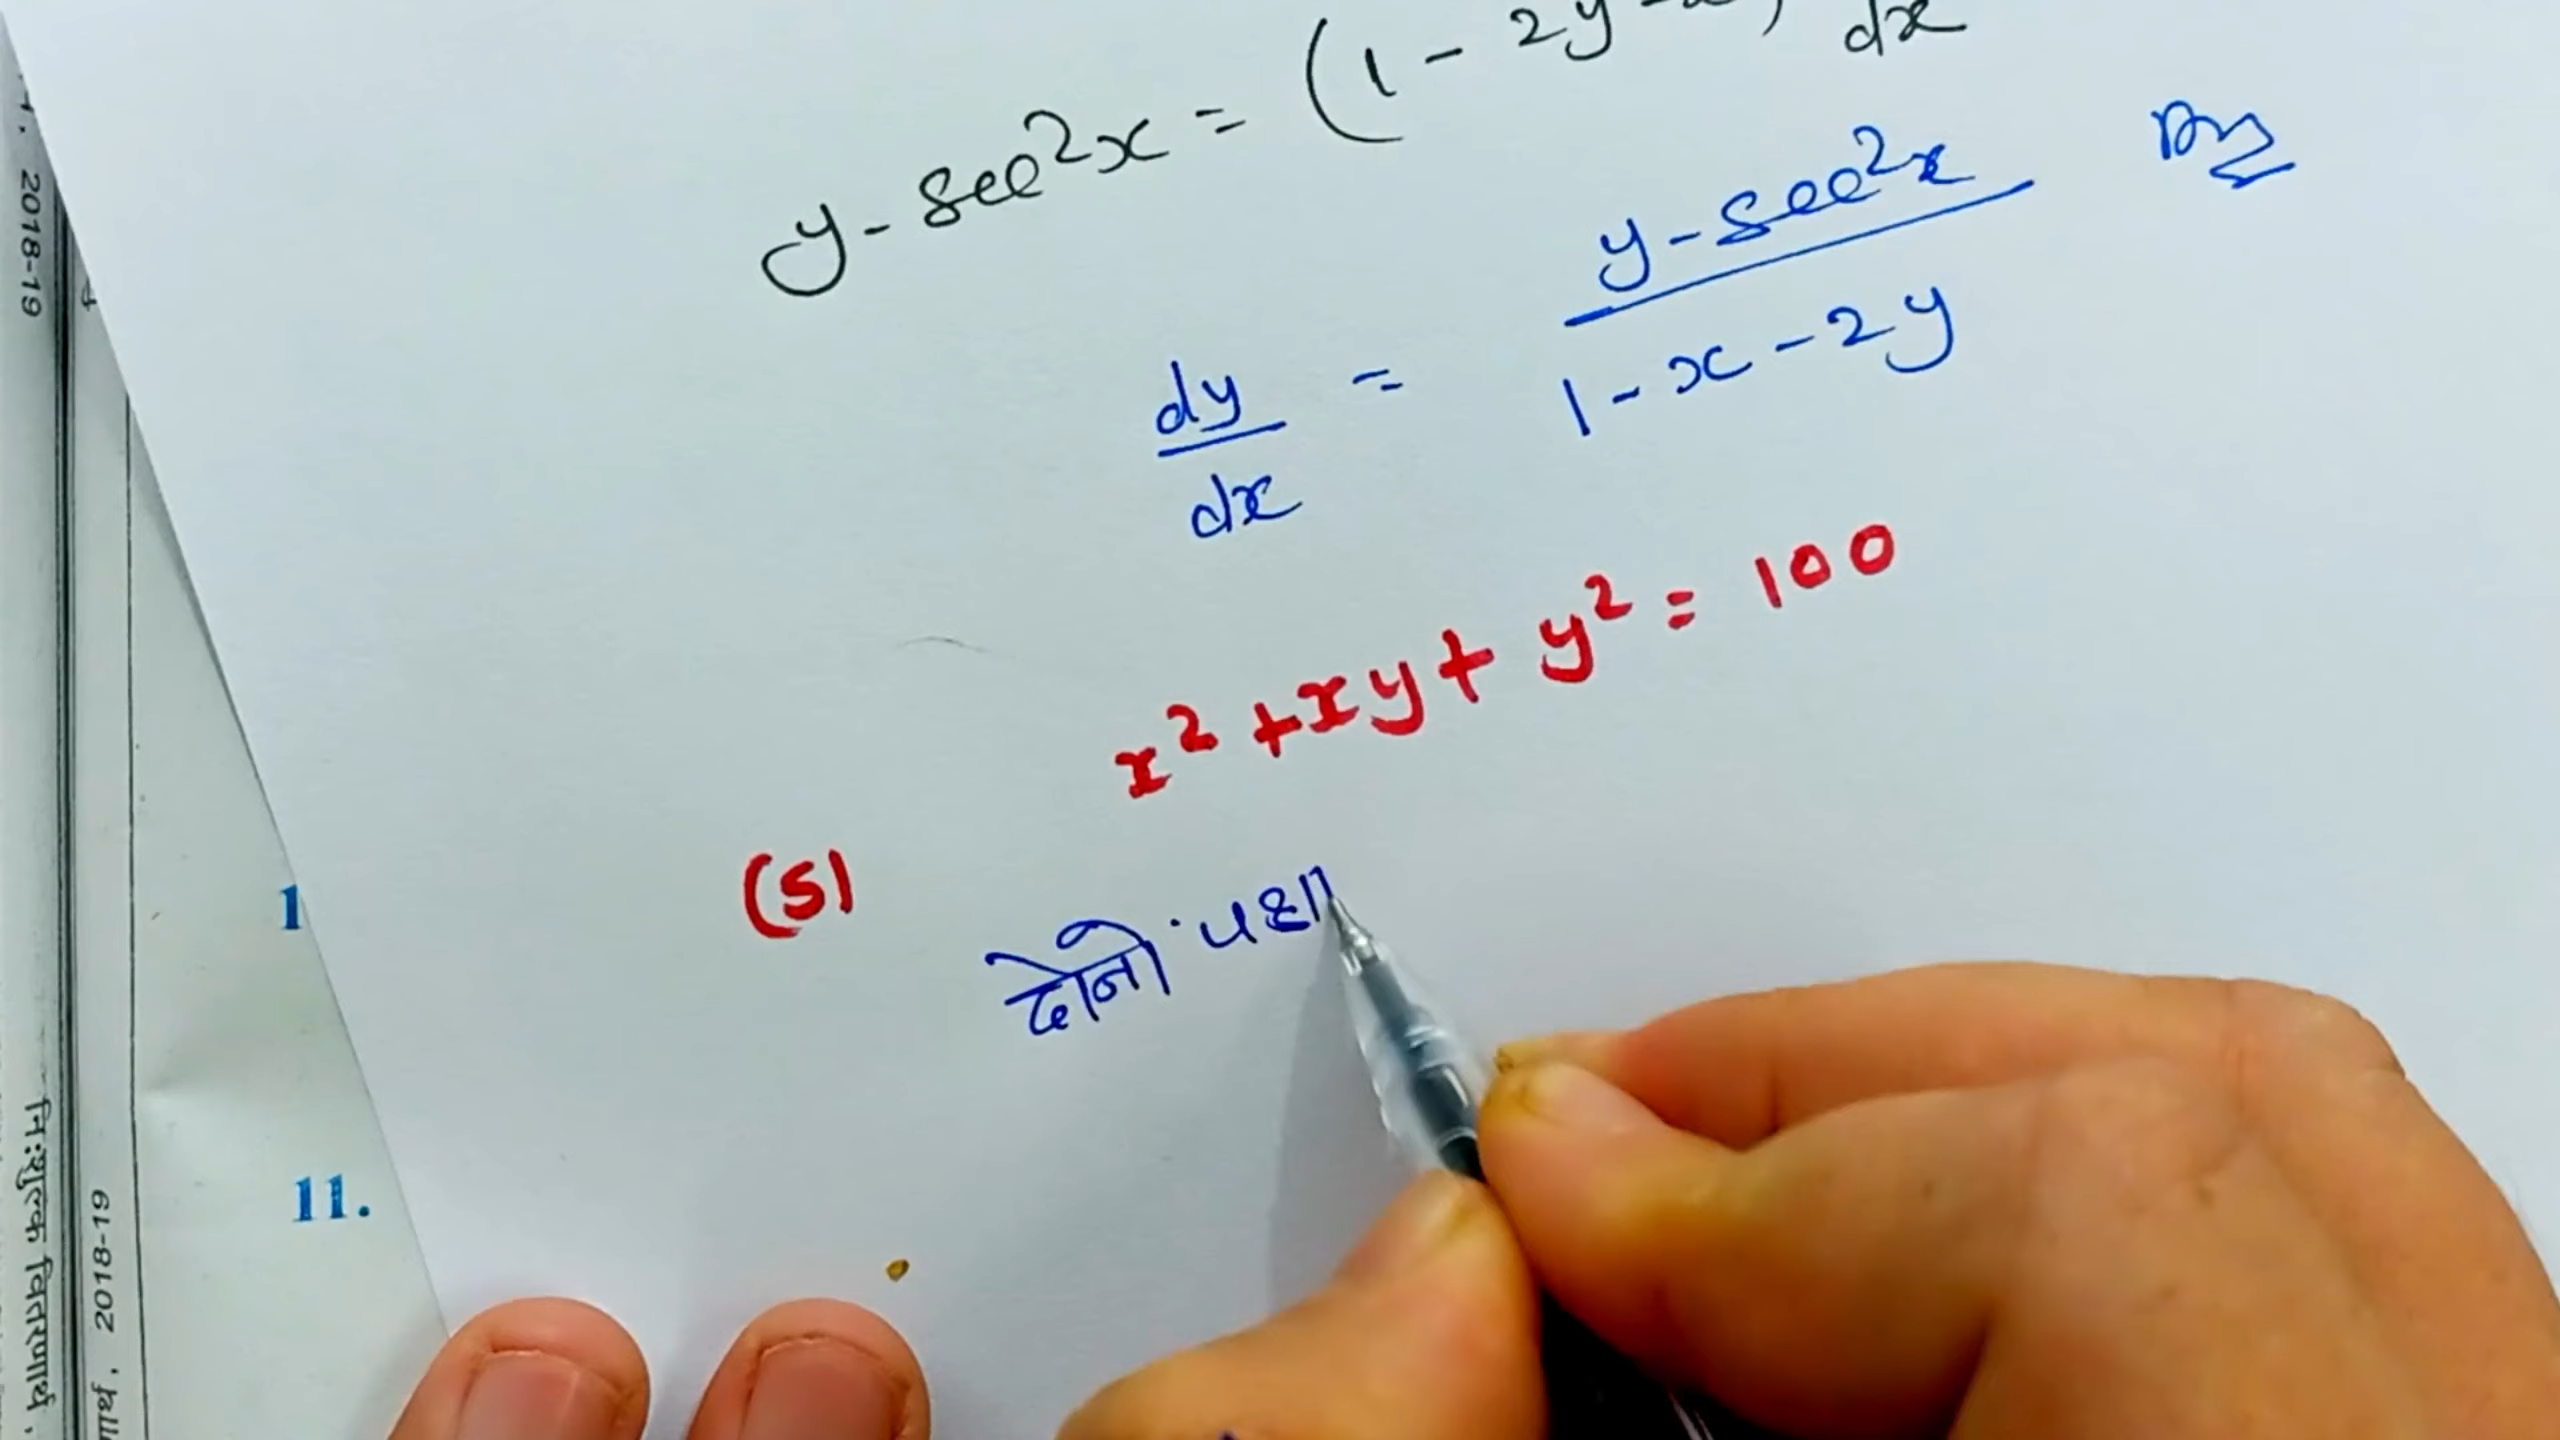 dx
y - sec²x = (1 - 2y
dy/dx = y - sec²x / 1 - x - 2y Ans
x² + xy + y² = 100
(5)
दोनो पक्षा
1
11.
2018-19
नि:शुल्क वितरणार्थ,
2018-19